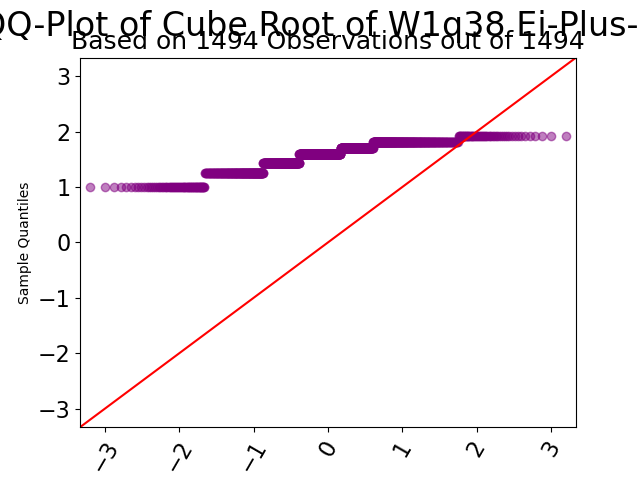 QQ-Plot of Cube Root of W1q38 Ei-Plus-
Based on 1494 Observations out of 1494
Sample Quantiles
3
2
1
0
−1
−2
−3
−3 −2 −1 0 1 2 3